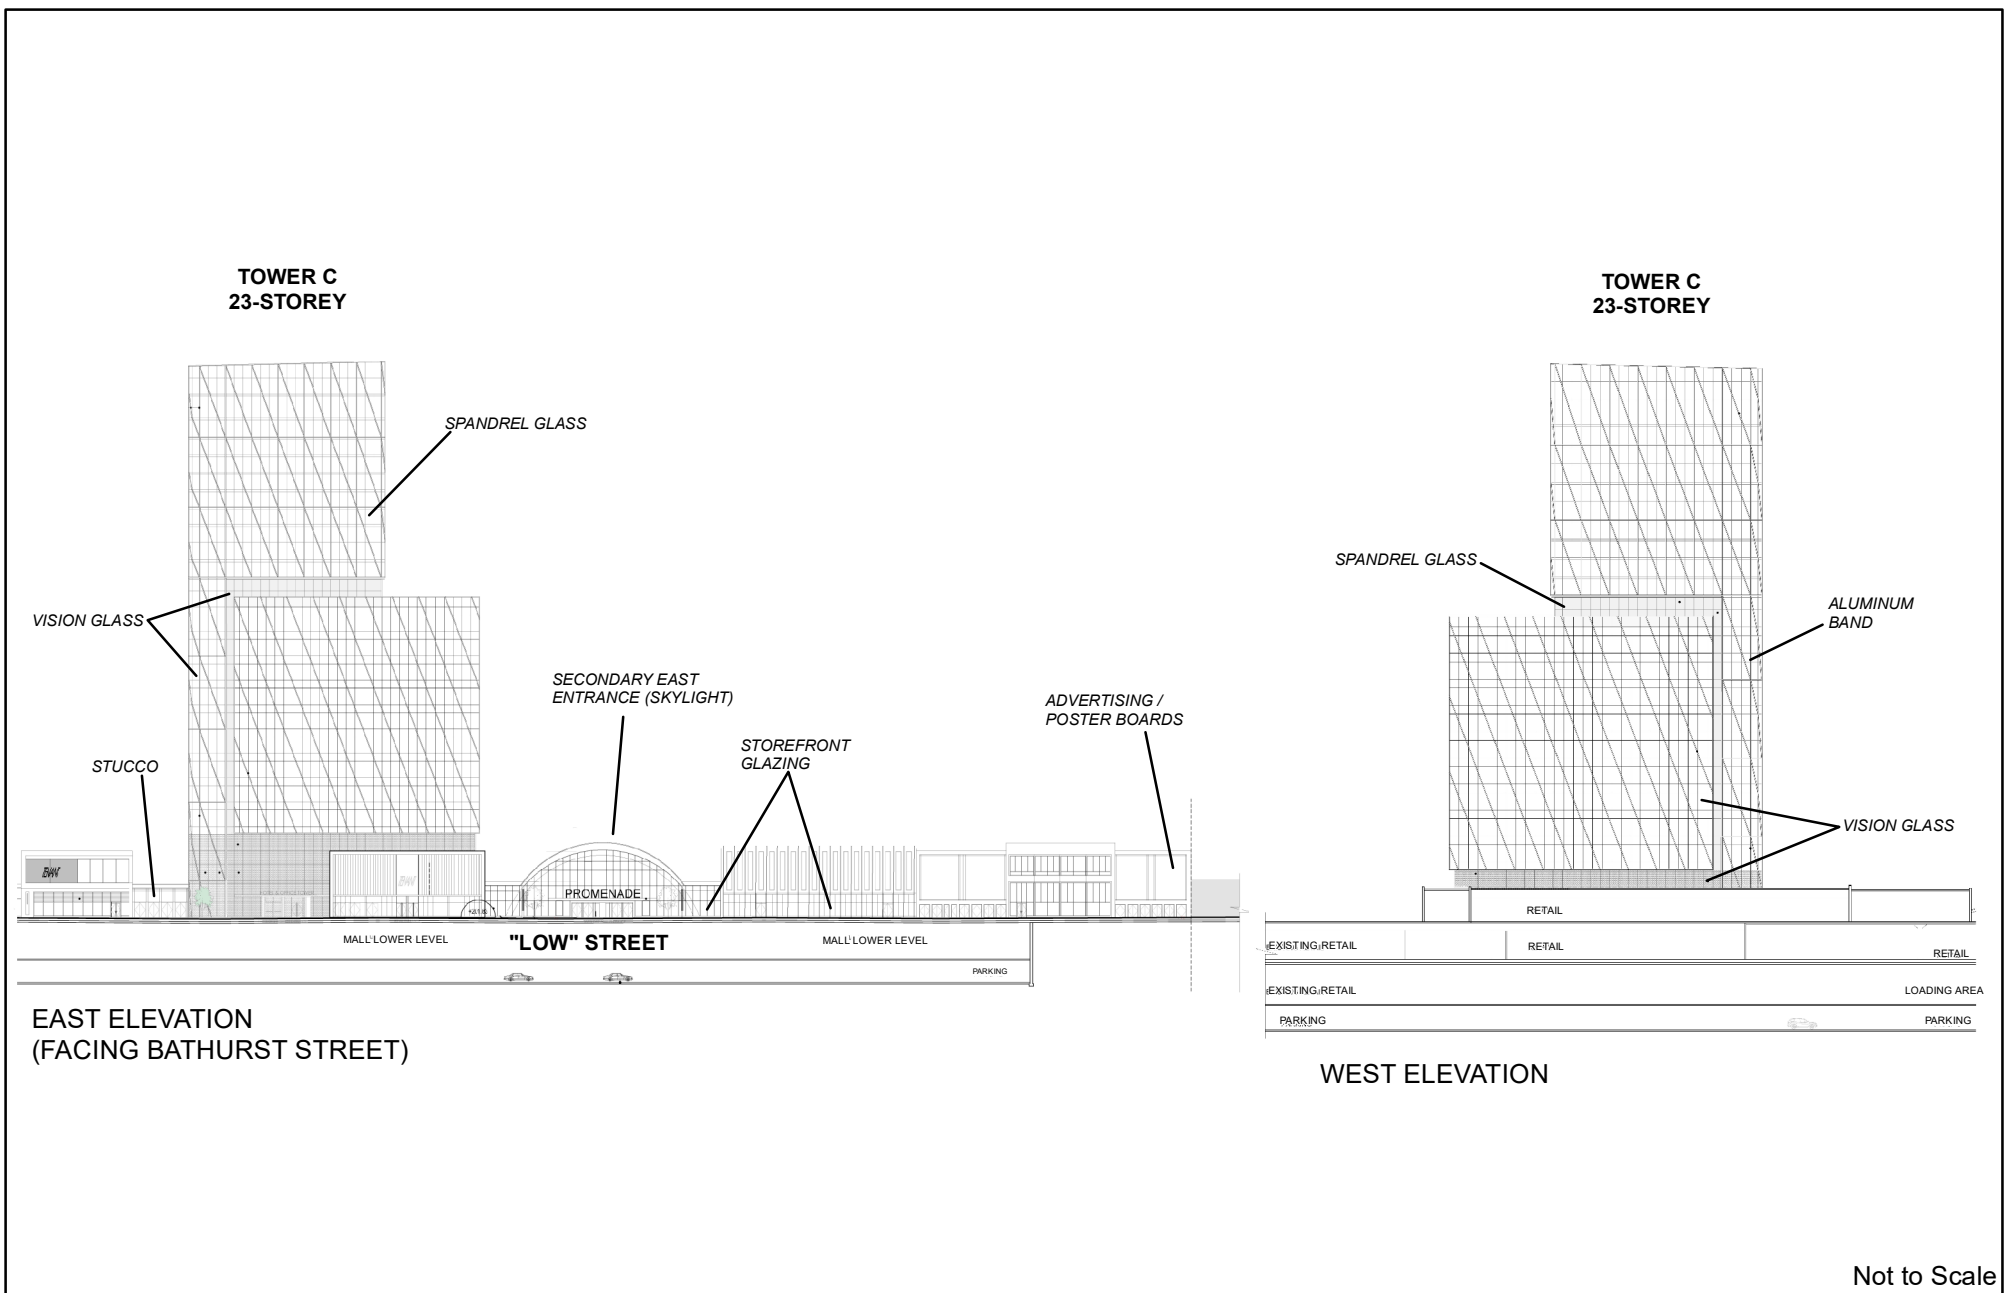 TOWER C
23-STOREY
TOWER C
23-STOREY
SPANDREL GLASS
SPANDREL GLASS
VISION GLASS
ALUMINUM
BAND
SECONDARY EAST
ENTRANCE (SKYLIGHT)
ADVERTISING /
POSTER BOARDS
STOREFRONT
GLAZING
STUCCO
VISION GLASS
PROMENADE
RETAIL
MALL LOWER LEVEL
"LOW" STREET
MALL LOWER LEVEL
EXISTING RETAIL
RETAIL
RETAIL
PARKING
EXISTING RETAIL
LOADING AREA
PARKING
PARKING
EAST ELEVATION
(FACING BATHURST STREET)
WEST ELEVATION
Not to Scale